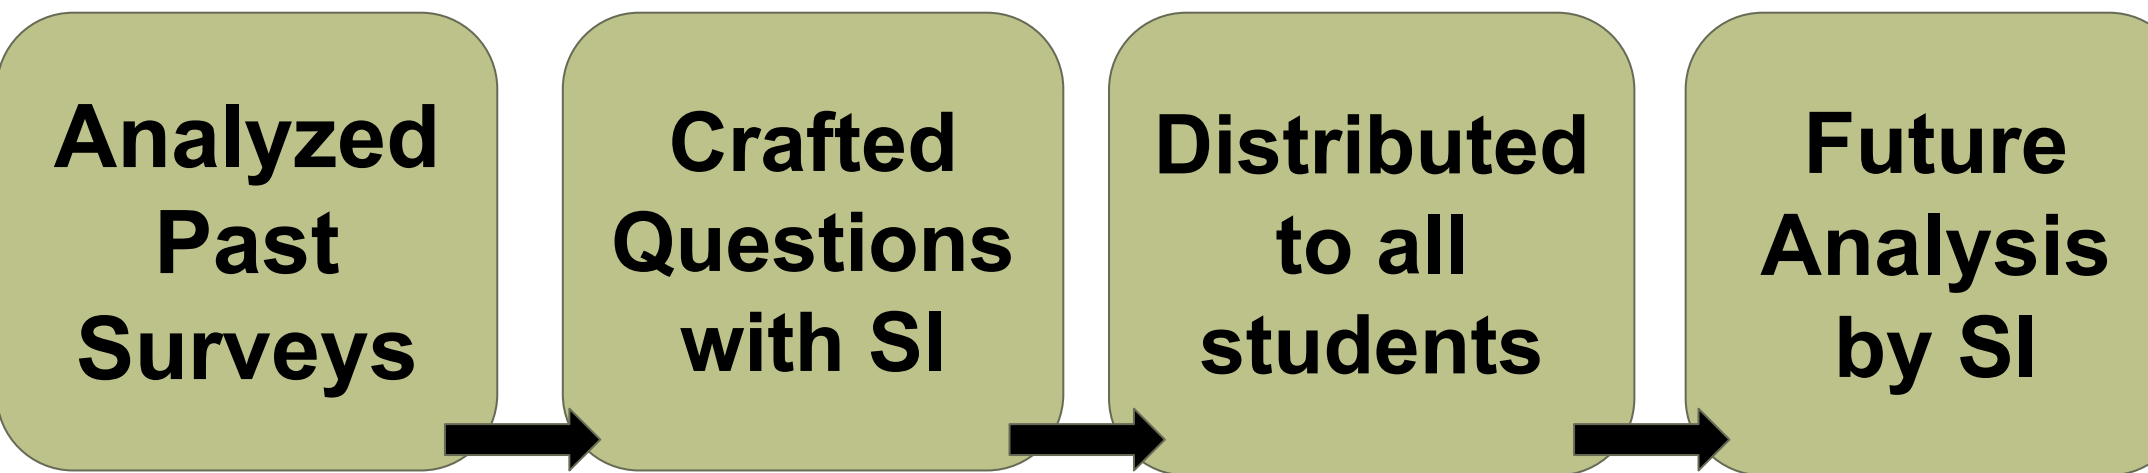 Analyzed
Past
Surveys
Crafted
Questions
with SI
Distributed
to all
students
Future
Analysis
by SI